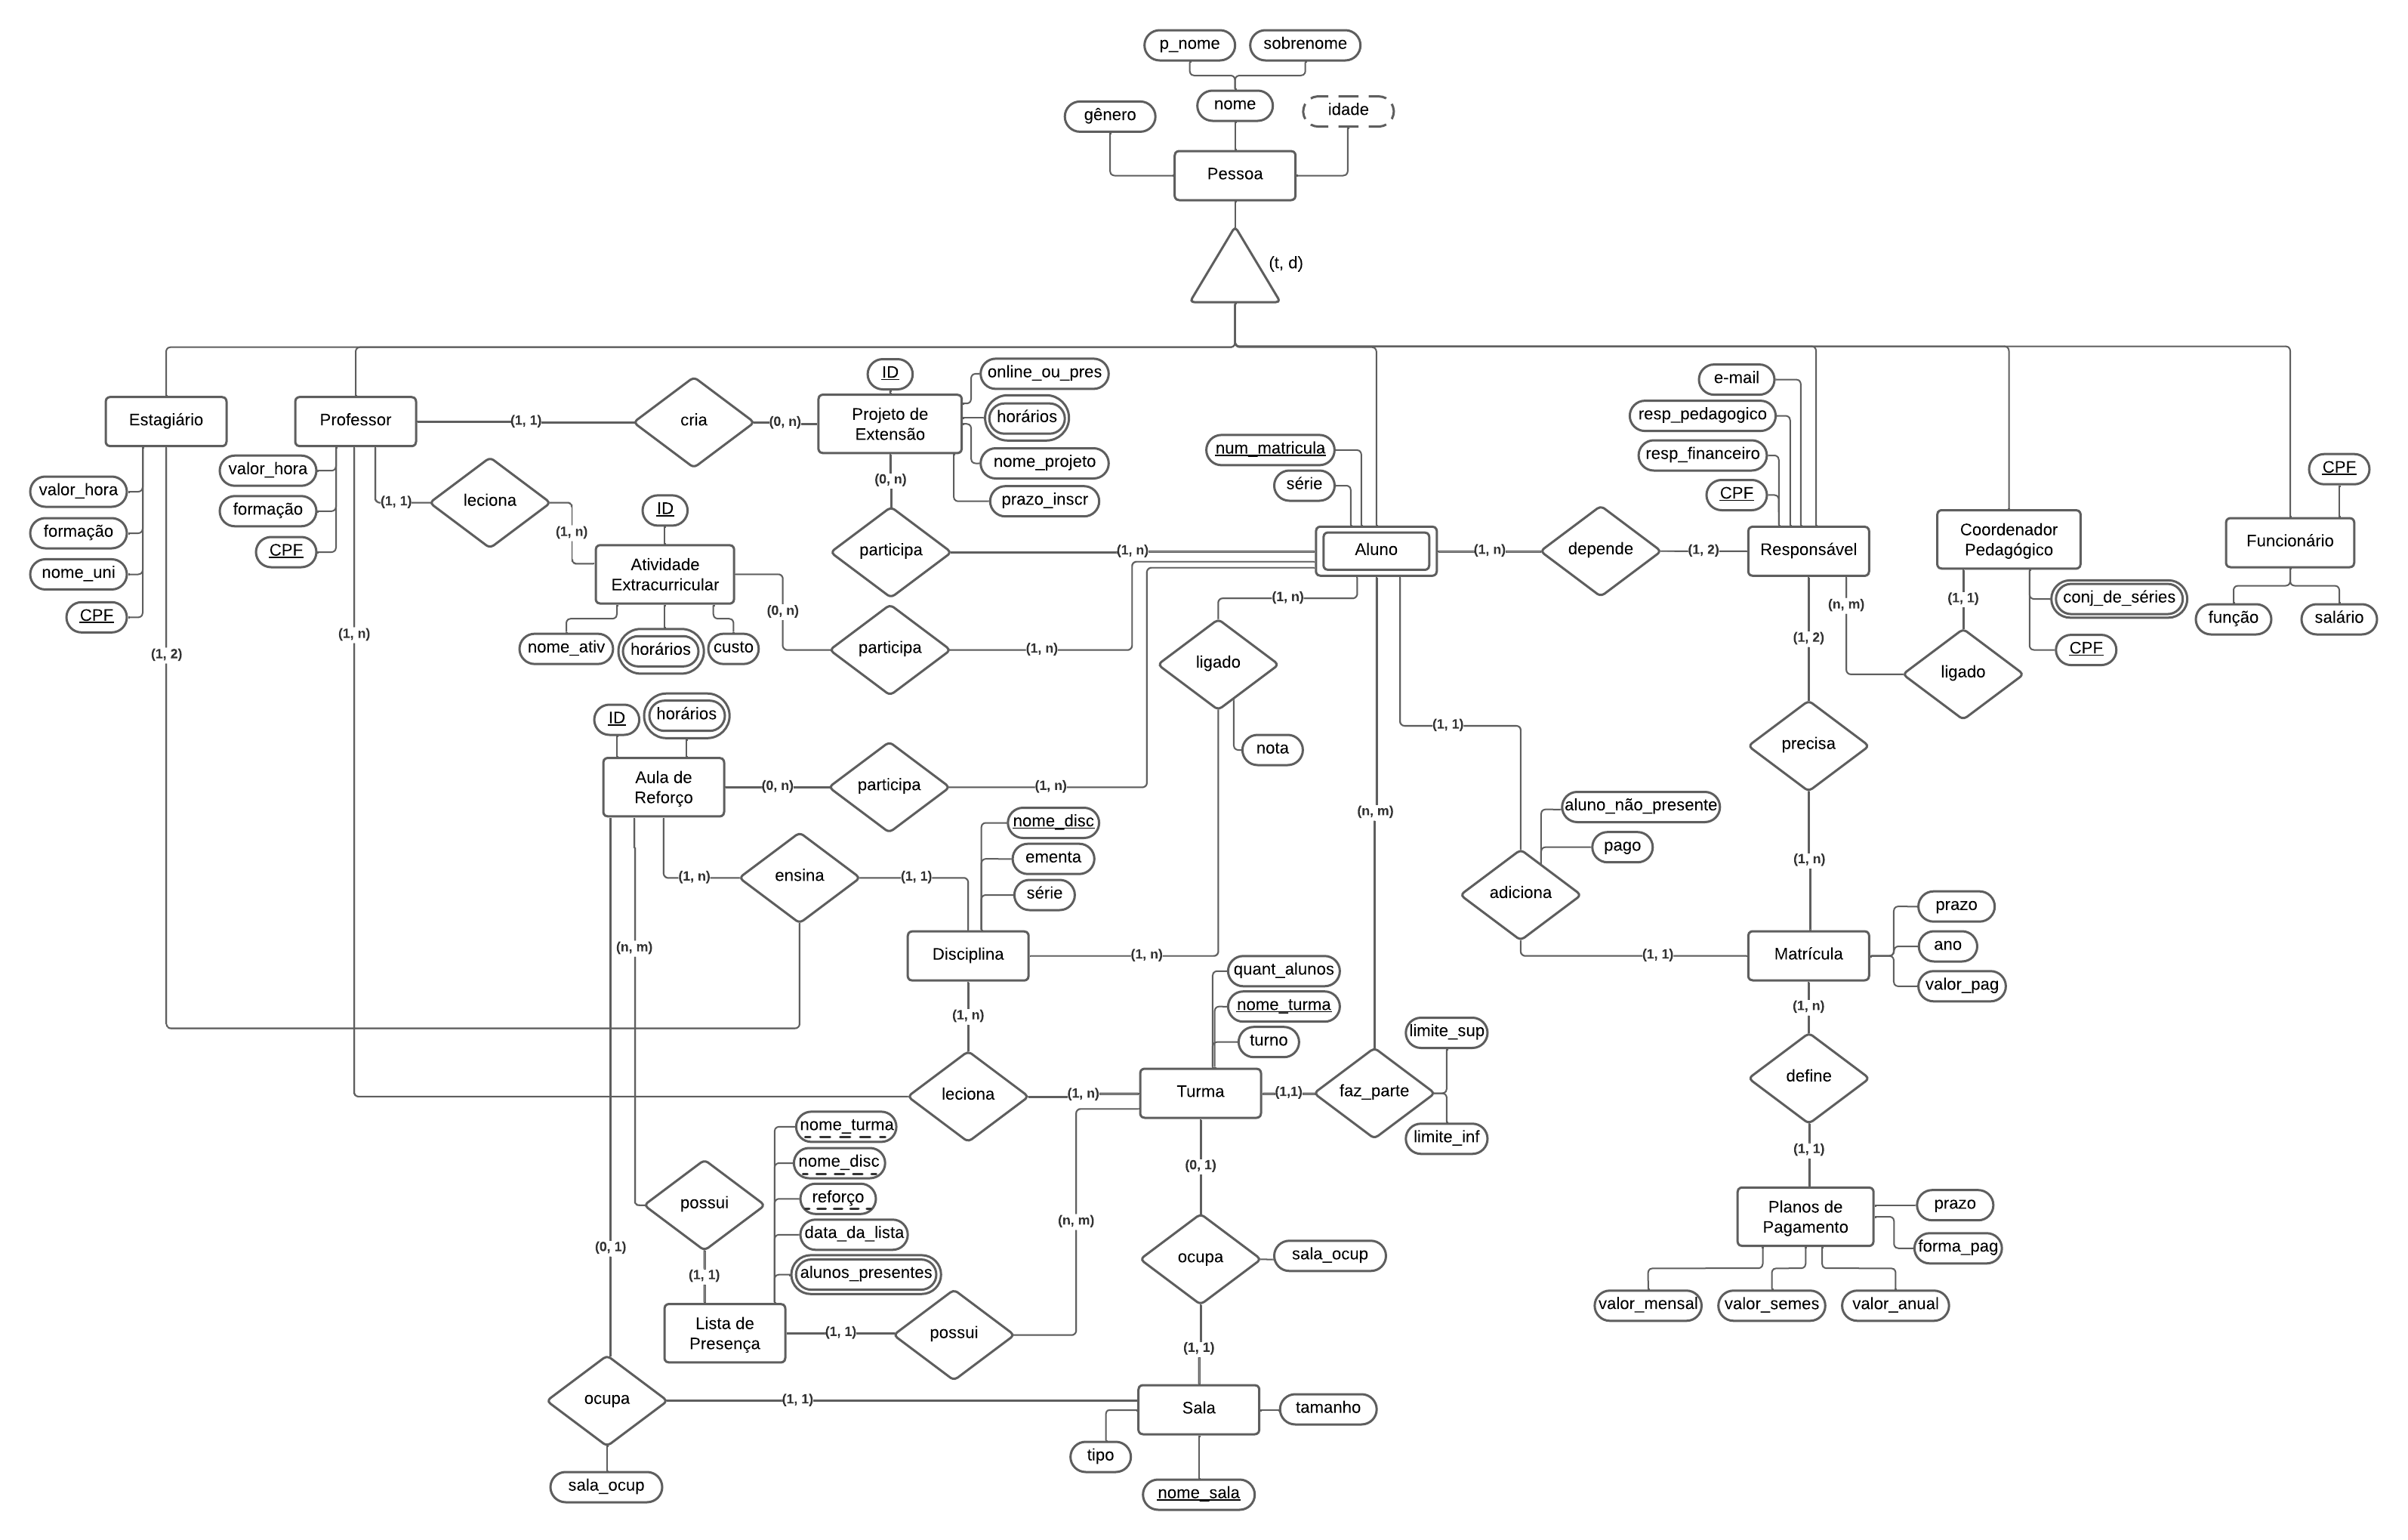 p_nome
sobrenome
gênero
nome
idade
Pessoa
(t, d)
ID
online_ou_pres
horários
nome_projeto
prazo_inscr
Estagiário
Professor
(1, 1)
cria
(0, n)
Projeto de
Extensão
(0, n)
valor_hora
formação
nome_uni
CPF
(1, 2)
valor_hora
formação
CPF
(1, n)
(1, 1)
leciona
(1, n)
ID
Atividade
Extracurricular
nome_ativ
horários
custo
(0, n)
participa
(1, n)
participa
(1, n)
num_matricula
série
Aluno
(1, n)
depende
(1, 2)
e-mail
resp_pedagogico
resp_financeiro
CPF
Responsável
Coordenador
Pedagógico
conj_de_séries
CPF
(1, 1)
(n, m)
ligado
CPF
Funcionário
função
salário
(1, n)
ligado
nota
(1, 2)
precisa
(1, n)
(1, 1)
aluno_não_presente
pago
adiciona
(1, 1)
ID
horários
Aula de
Reforço
(0, n)
participa
(1, n)
(n, m)
(1, n)
ensina
(1, 1)
nome_disc
ementa
série
Disciplina
(1, n)
(1, n)
(n, m)
Matrícula
prazo
ano
valor_pag
(1, n)
define
(1, 1)
Planos de
Pagamento
prazo
forma_pag
valor_mensal
valor_semes
valor_anual
quant_alunos
nome_turma
turno
leciona
(1, n)
Turma
(1,1)
faz_parte
limite_sup
limite_inf
(0, 1)
ocupa
sala_ocup
(1, 1)
(n, m)
nome_turma
nome_disc
reforço
data_da_lista
alunos_presentes
possui
(1, 1)
(0, 1)
Lista de
Presença
(1, 1)
possui
ocupa
(1, 1)
sala_ocup
Sala
tamanho
tipo
nome_sala